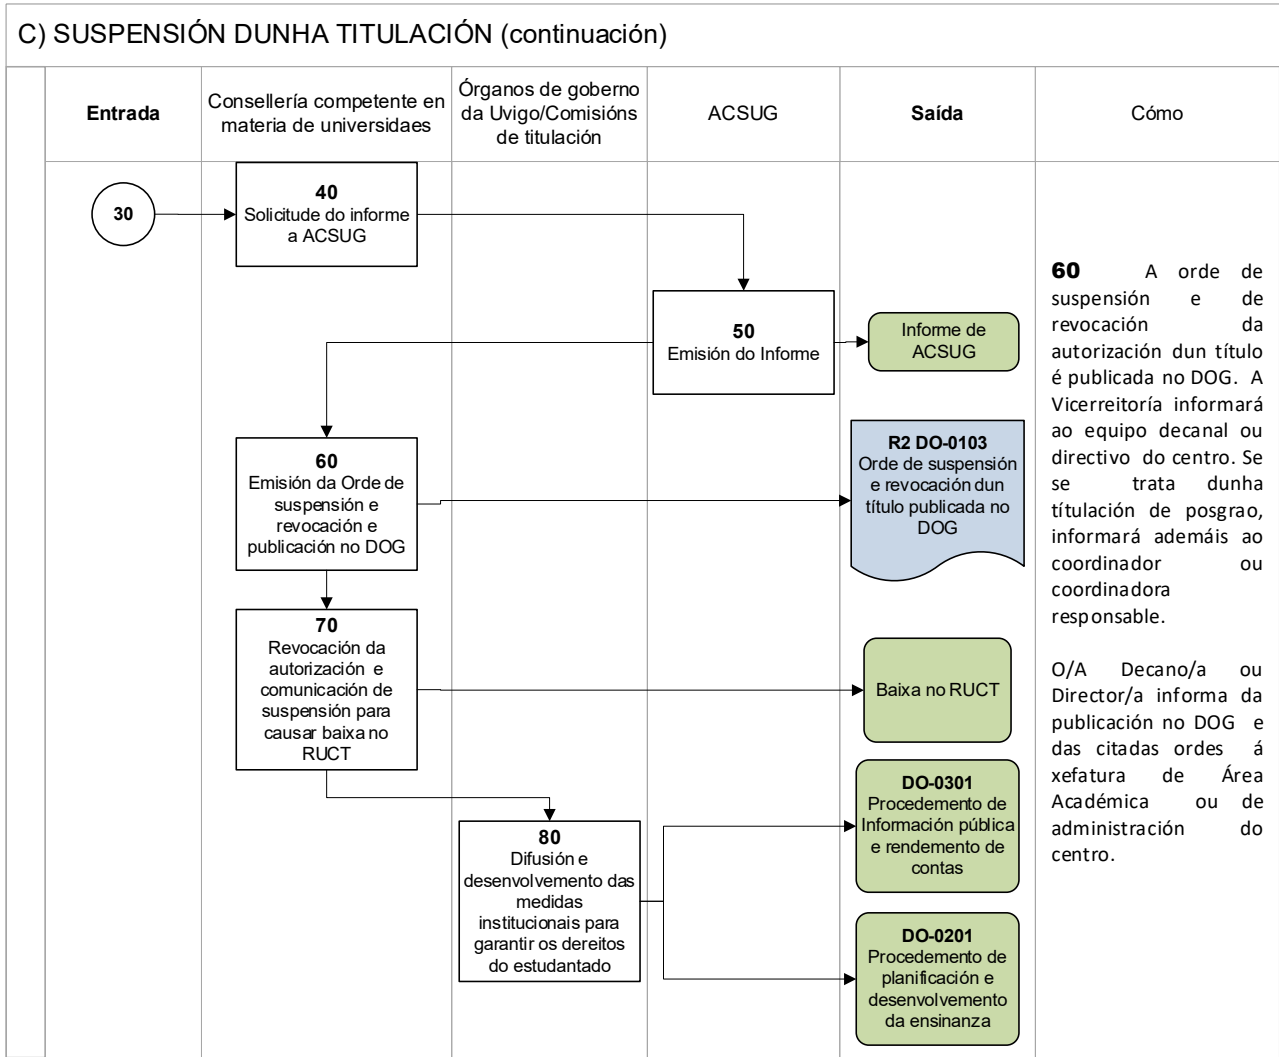 C) SUSPENSIÓN DUNHA TITULACIÓN (continuación)
Entrada
Consellería competente en
materia de universidaes
Órganos de goberno
da Uvigo/Comisións
de titulación
ACSUG
Saída
Cómo
30
40
Solicitude do informe
a ACSUG
50
Emisión do Informe
Informe de
ACSUG
60
Emisión da Orde de
suspensión e
revocación e
publicación no DOG
R2 DO-0103
Orde de suspensión
e revocación dun
título publicada no
DOG
70
Revocación da
autorización e
comunicación de
suspensión para
causar baixa no
RUCT
Baixa no RUCT
80
Difusión e
desenvolvemento das
medidas
institucionais para
garantir os dereitos
do estudantado
DO-0301
Procedemento de
Información pública
e rendemento de
contas
DO-0201
Procedemento de
planificación e
desenvolvemento
da ensinanza
60 A orde de
suspensión e de
revocación da
autorización dun título
é publicada no DOG. A
Vicerreitoría informará
ao equipo decanal ou
directivo do centro. Se
se trata dunha
títulación de posgrao,
informará ademáis ao
coordinador ou
coordinadora
responsable.
O/A Decano/a ou
Director/a informa da
publicación no DOG e
das citadas ordes á
xefatura de Área
Académica ou de
administración do
centro.